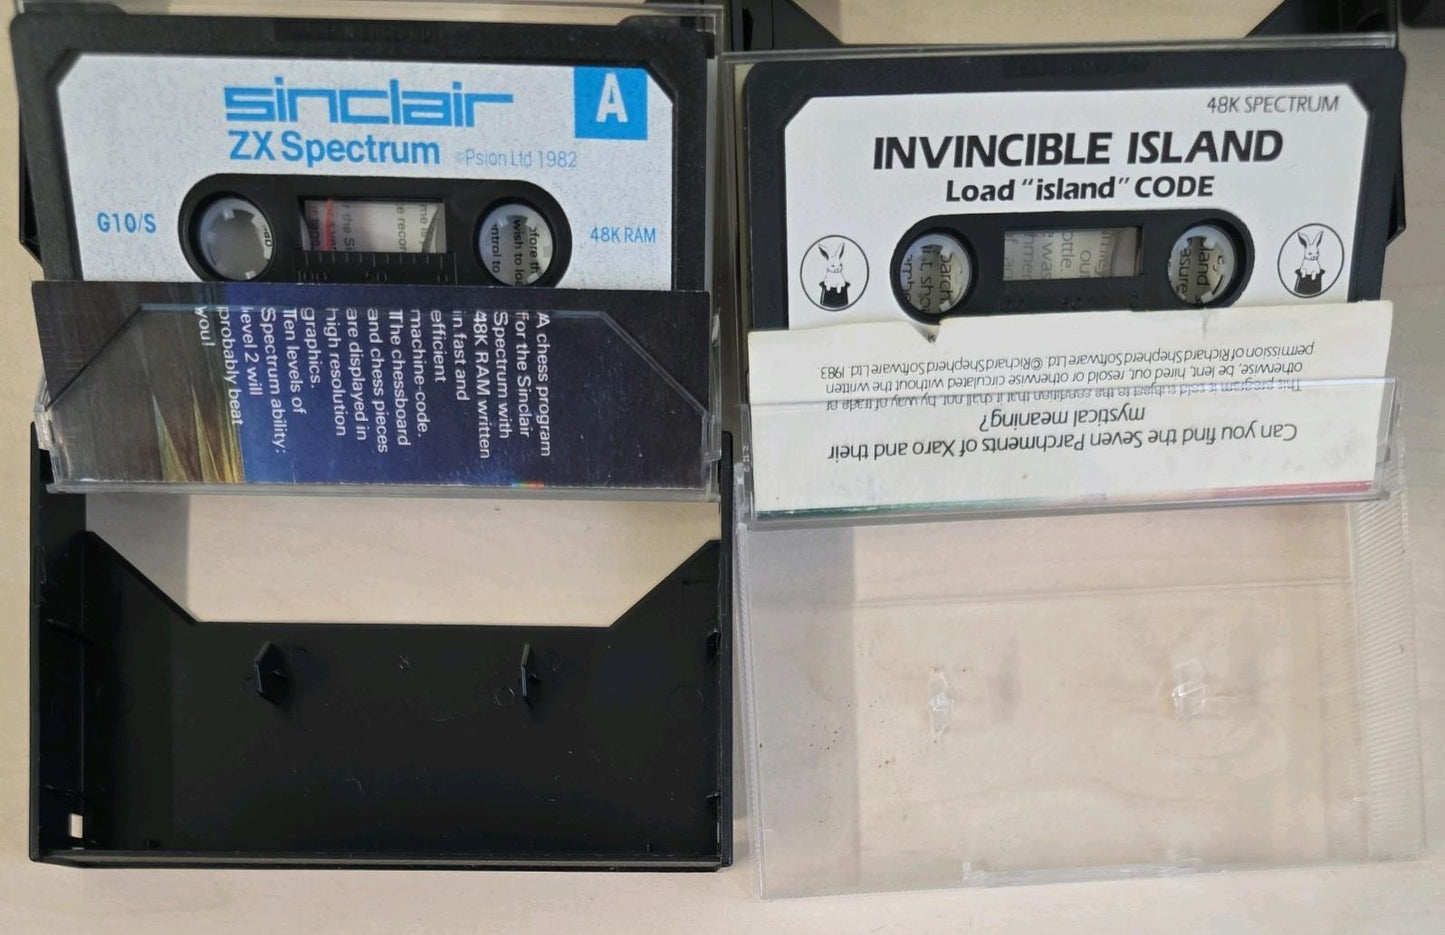 sinclair
A
ZX Spectrum ©Psion Ltd 1982
G10/S
48K RAM
100 50 0
A chess program
for the Sinclair
Spectrum with
48K RAM written
in fast and
efficient
machine-code.
The chessboard
and chess pieces
are displayed in
high resolution
graphics.
Ten levels of
Spectrum ability:
level 2 will
probably beat
you!
48K SPECTRUM
INVINCIBLE ISLAND
Load "island" CODE
Can you find the Seven Parchments of Xaro and their
mystical meaning?
This program is sold subject to the condition that it shall not, by way of trade or
otherwise, be lent, hired out, resold or otherwise circulated without the written
permission of Richard Shepherd Software Ltd. ©Richard Shepherd Software Ltd. 1983.